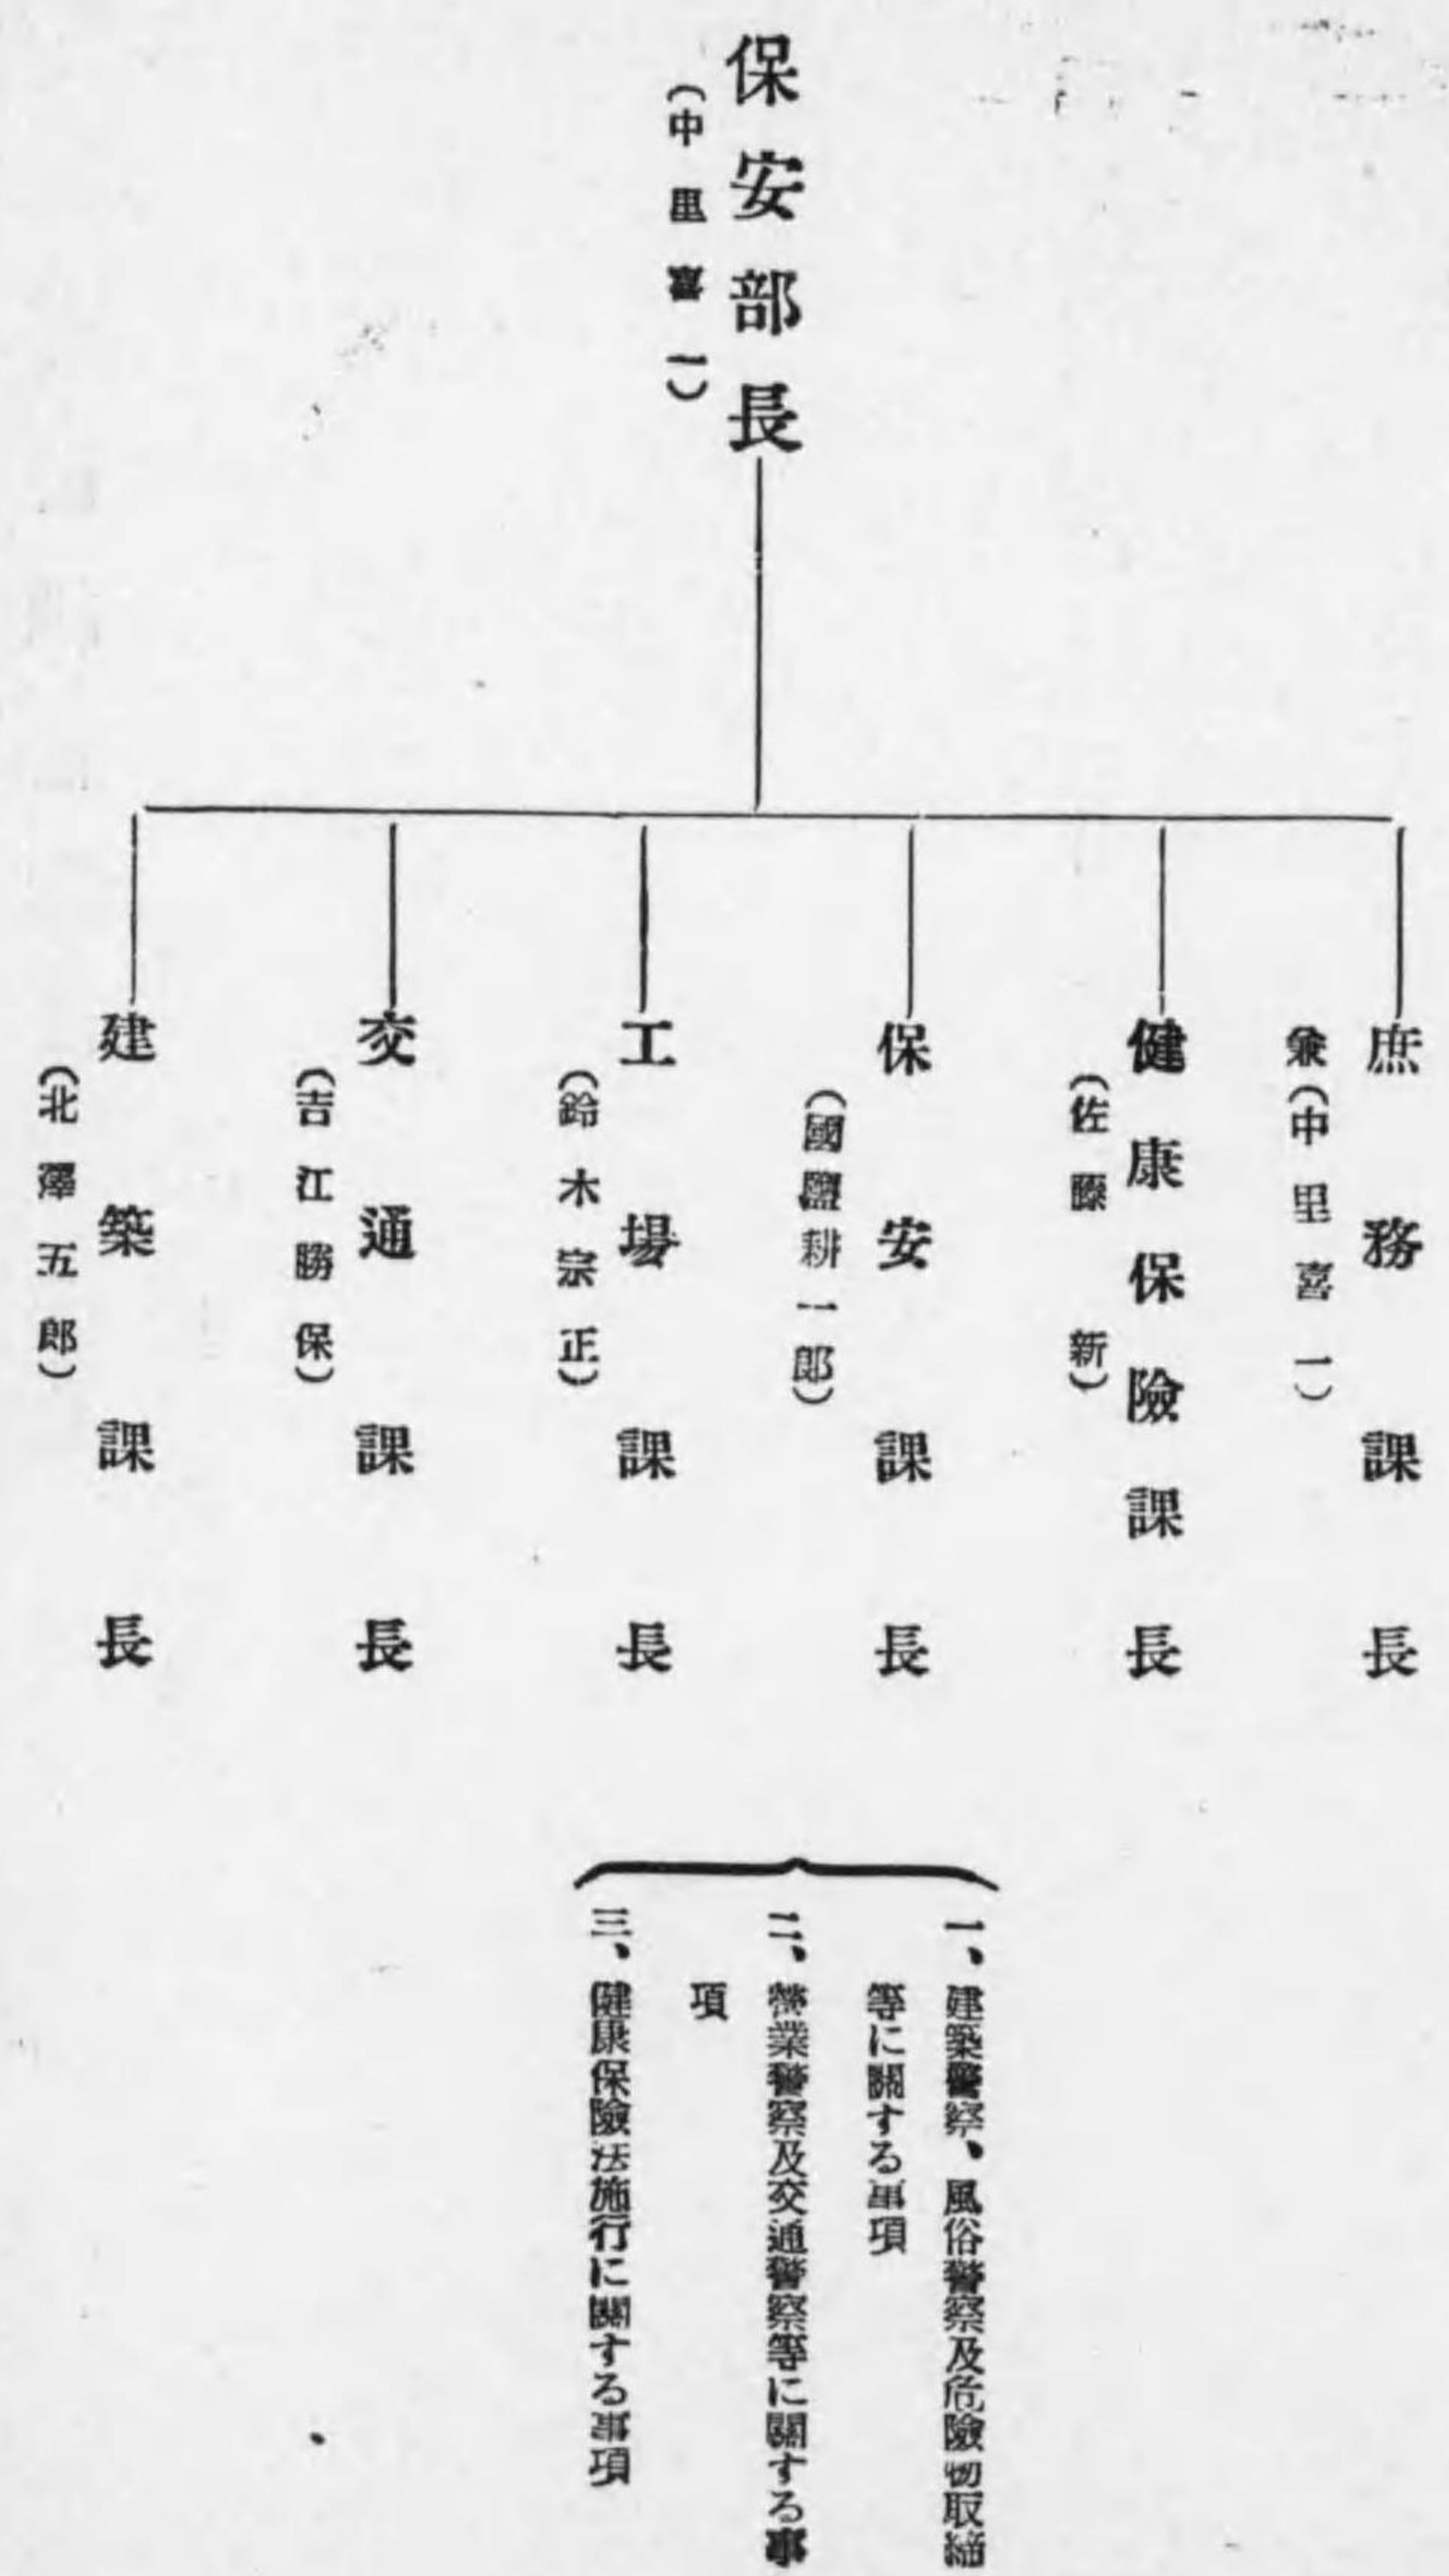 保安部長
（中里喜一）
庶務課長
兼（中里喜一）
健康保險課長
（佐藤新）
保安課長
（國鹽耕一郎）
工場課長
（鈴木宗正）
交通課長
（吉江勝保）
建築課長
（北澤五郎）
一、建築警察、風俗警察及危險物取締
等に關する事項
二、營業警察及交通警察等に關する事
項
三、健康保險法施行に關する事項